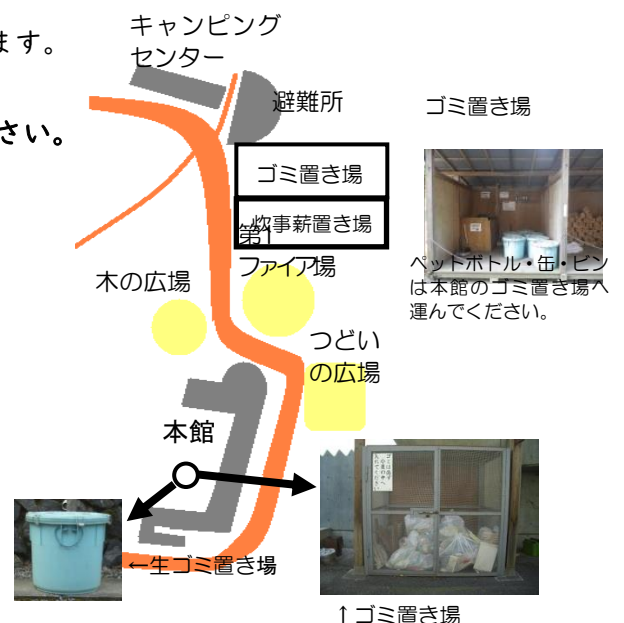 ます。
さい。
キャンピング
センター
避難所
ゴミ置き場
ゴミ置き場
炊事薪置き場
第1
ファイア場
ペットボトル・缶・ビン
は本館のゴミ置き場へ
運んでください。
木の広場
つどい
の広場
本館
←生ゴミ置き場
↑ゴミ置き場